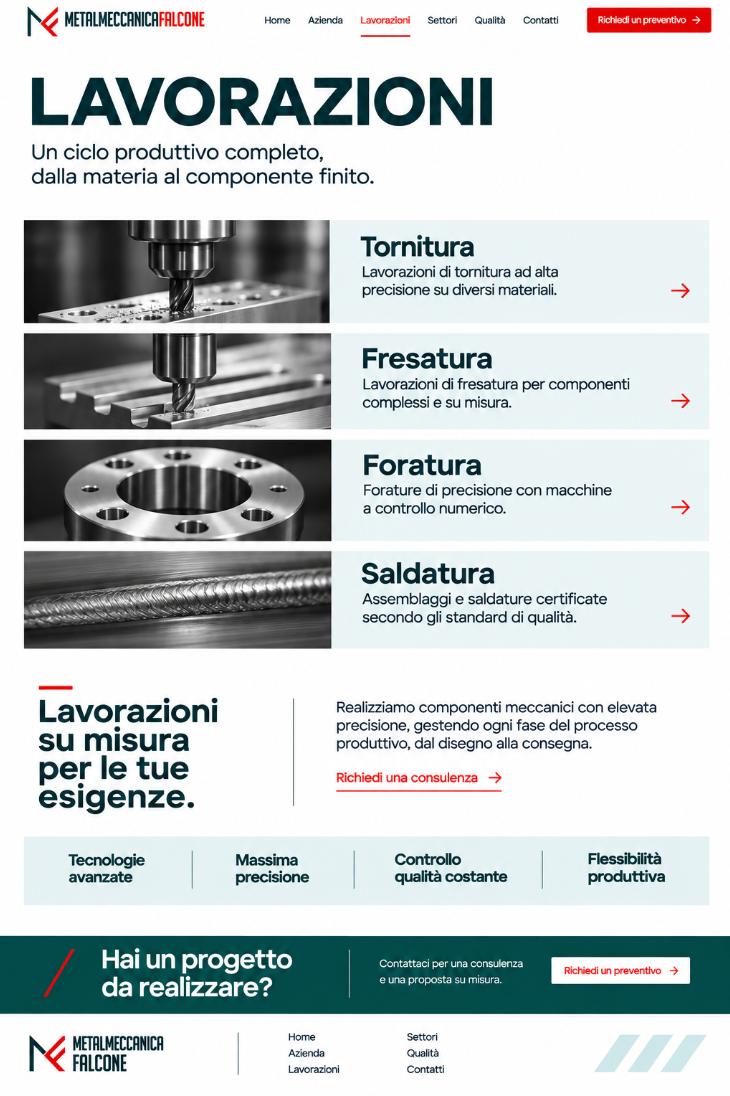 METALMECCANICAFALCONE
Home Azienda Lavorazioni Settori Qualità Contatti
Richiedi un preventivo →
LAVORAZIONI
Un ciclo produttivo completo,
dalla materia al componente finito.
Tornitura
Lavorazioni di tornitura ad alta
precisione su diversi materiali.
Fresatura
Lavorazioni di fresatura per componenti
complessi e su misura.
Foratura
Forature di precisione con macchine
a controllo numerico.
Saldatura
Assemblaggi e saldature certificate
secondo gli standard di qualità.
Lavorazioni
su misura
per le tue
esigenze.
Realizziamo componenti meccanici con elevata
precisione, gestendo ogni fase del processo
produttivo, dal disegno alla consegna.
Richiedi una consulenza →
Tecnologie
avanzate
Massima
precisione
Controllo
qualità costante
Flessibilità
produttiva
Hai un progetto
da realizzare?
Contattaci per una consulenza
e una proposta su misura.
Richiedi un preventivo →
METALMECCANICA
FALCONE
Home
Azienda
Lavorazioni
Settori
Qualità
Contatti